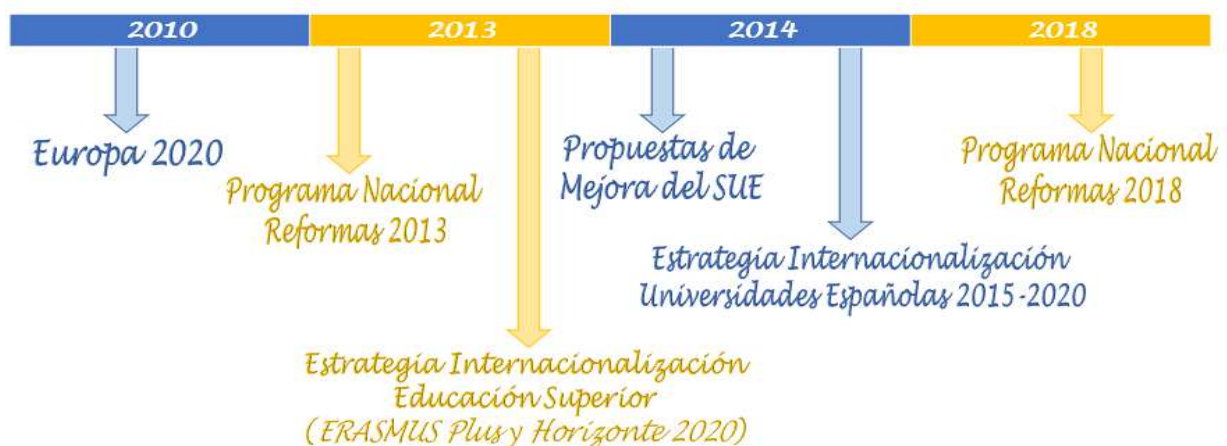 2010
2013
2014
2018
Europa 2020
Programa Nacional
Reformas 2013
Estrategia Internacionalización
Educación Superior
(ERASMUS Plus y Horizonte 2020)
Propuestas de
Mejora del SUE
Estrategia Internacionalización
Universidades Españolas 2015-2020
Programa Nacional
Reformas 2018